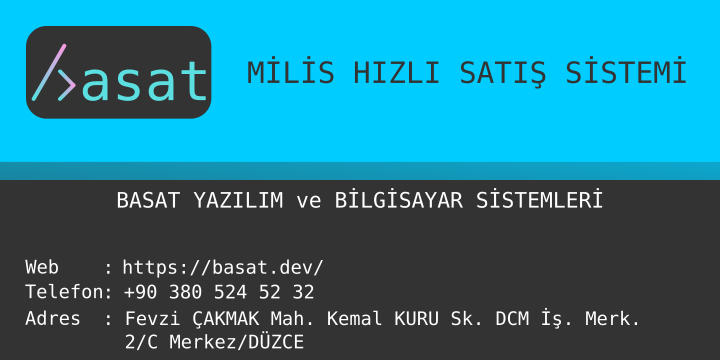 basat
MİLİS HIZLI SATIŞ SİSTEMİ
BASAT YAZILIM ve BİLGİSAYAR SİSTEMLERİ
Web : https://basat.dev/
Telefon: +90 380 524 52 32
Adres : Fevzi ÇAKMAK Mah. Kemal KURU Sk. DCM İş. Merk.
2/C Merkez/DÜZCE